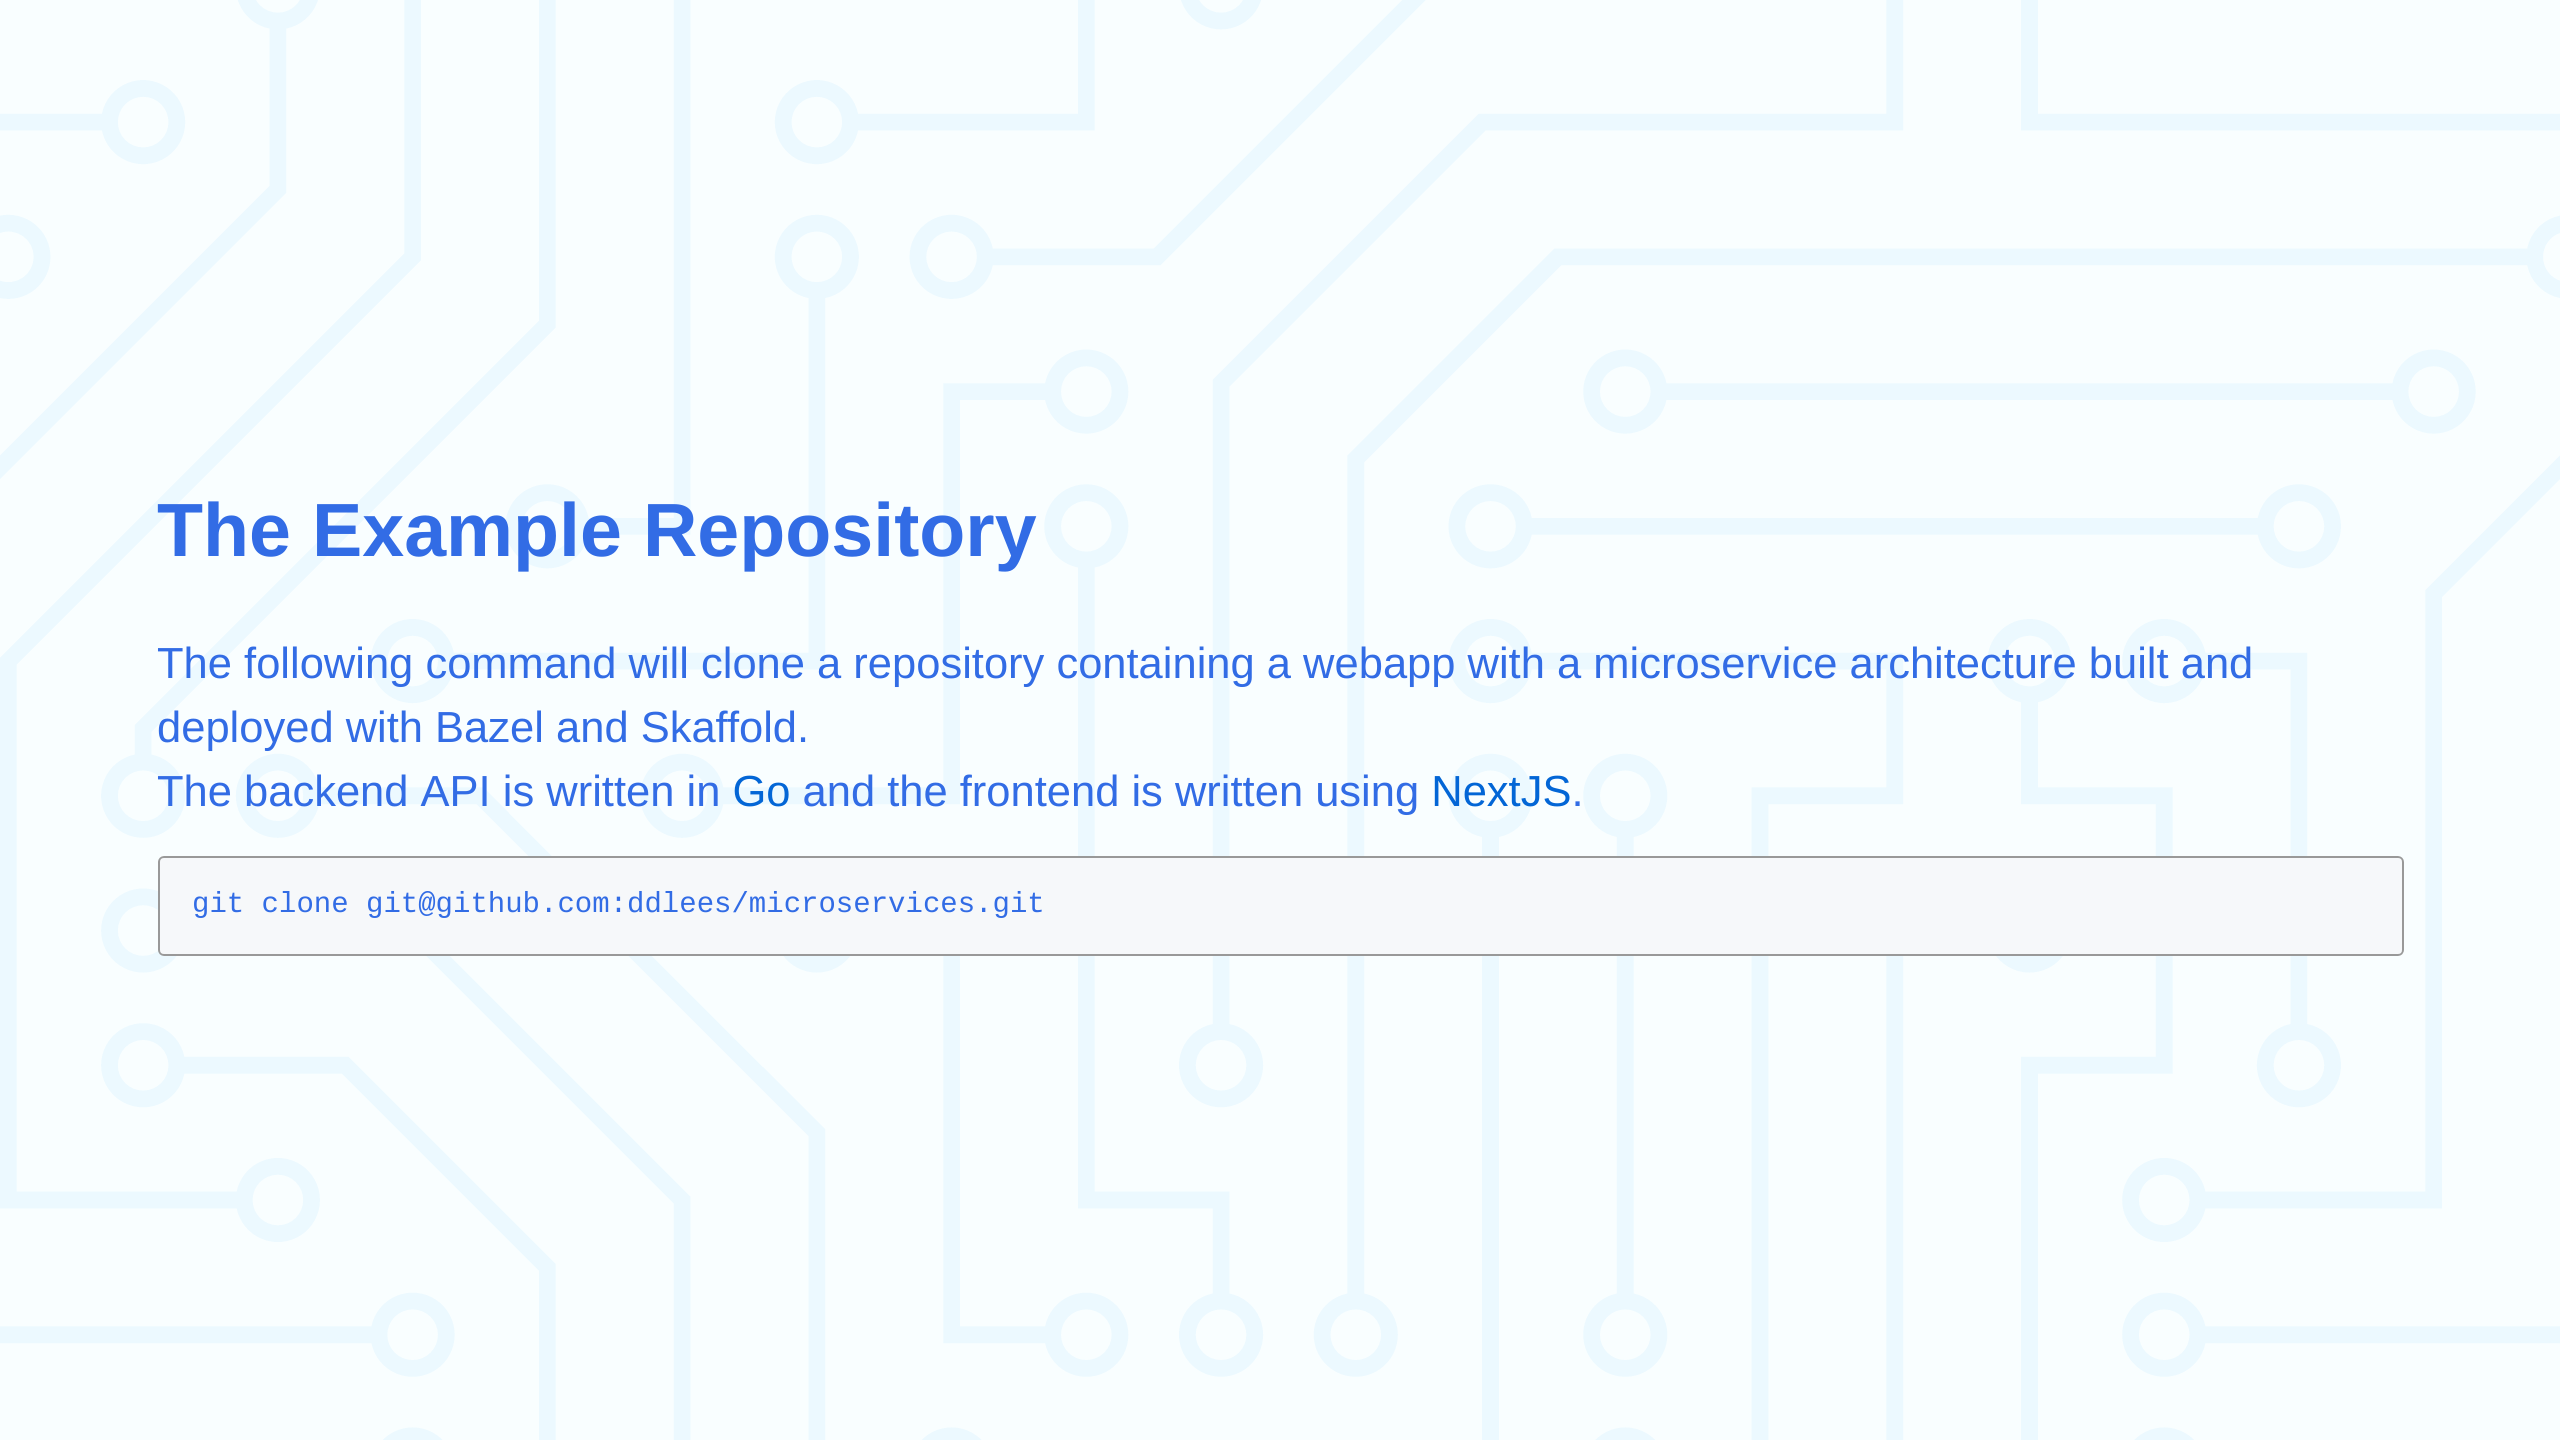 The Example Repository
The following command will clone a repository containing a webapp with a microservice architecture built and
deployed with Bazel and Skaffold.
The backend API is written in Go and the frontend is written using NextJS.
git clone git@github.com:ddlees/microservices.git